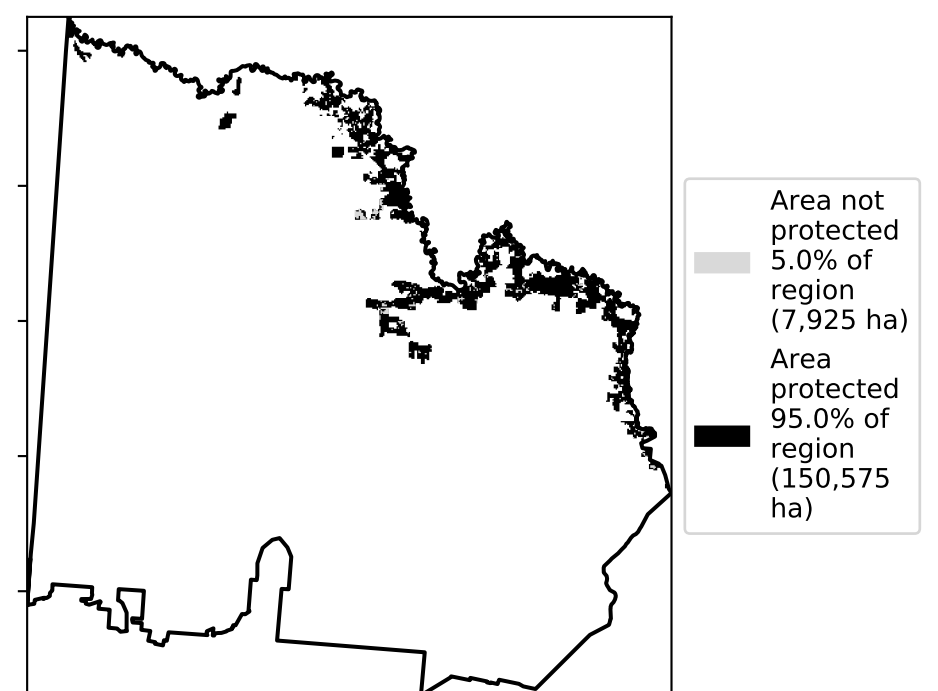 Area not
protected
5.0% of
region
(7,925 ha)
Area
protected
95.0% of
region
(150,575
ha)